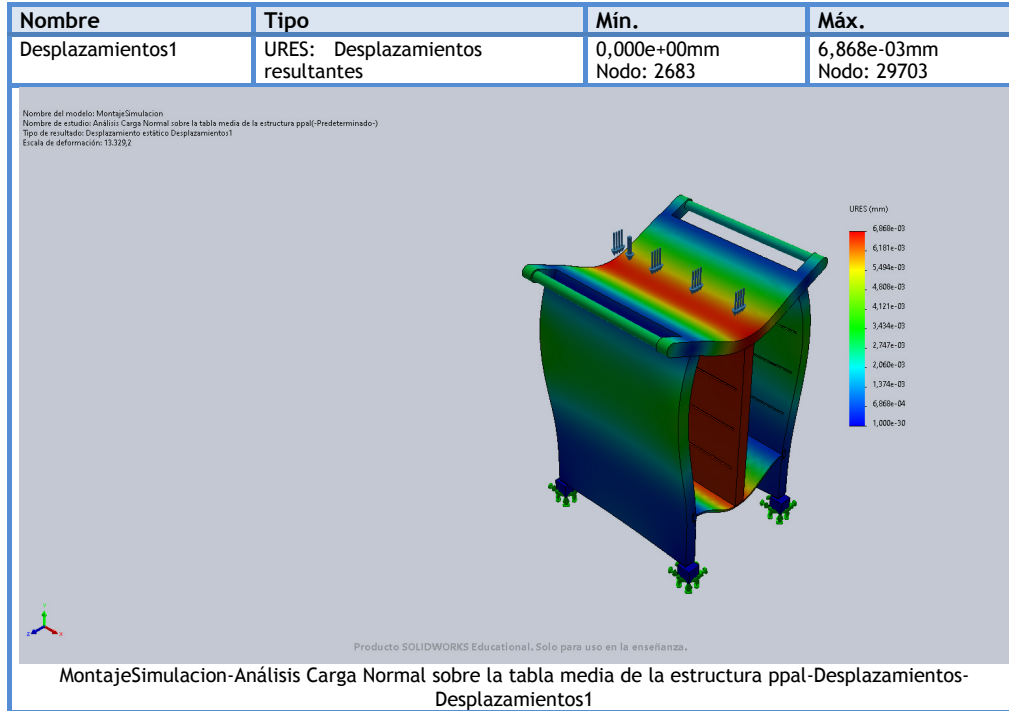 Nombre Tipo Mín. Máx.
Desplazamientos1 URES: Desplazamientos resultantes 0,000e+00mm Nodo: 2683 6,868e-03mm Nodo: 29703
Nombre del modelo: MontajeSimulacion
Nombre de estudio: Análisis Carga Normal sobre la tabla media de la estructura ppal(-Predeterminado-)
Tipo de resultado: Desplazamiento estático Desplazamientos1
Escala de deformación: 13.329,2
URES (mm)
6,868e-03
6,181e-03
5,494e-03
4,808e-03
4,121e-03
3,434e-03
2,747e-03
2,060e-03
1,374e-03
6,868e-04
1,000e-30
Y
Z X
Producto SOLIDWORKS Educational. Solo para uso en la enseñanza.
MontajeSimulacion-Análisis Carga Normal sobre la tabla media de la estructura ppal-Desplazamientos-
Desplazamientos1